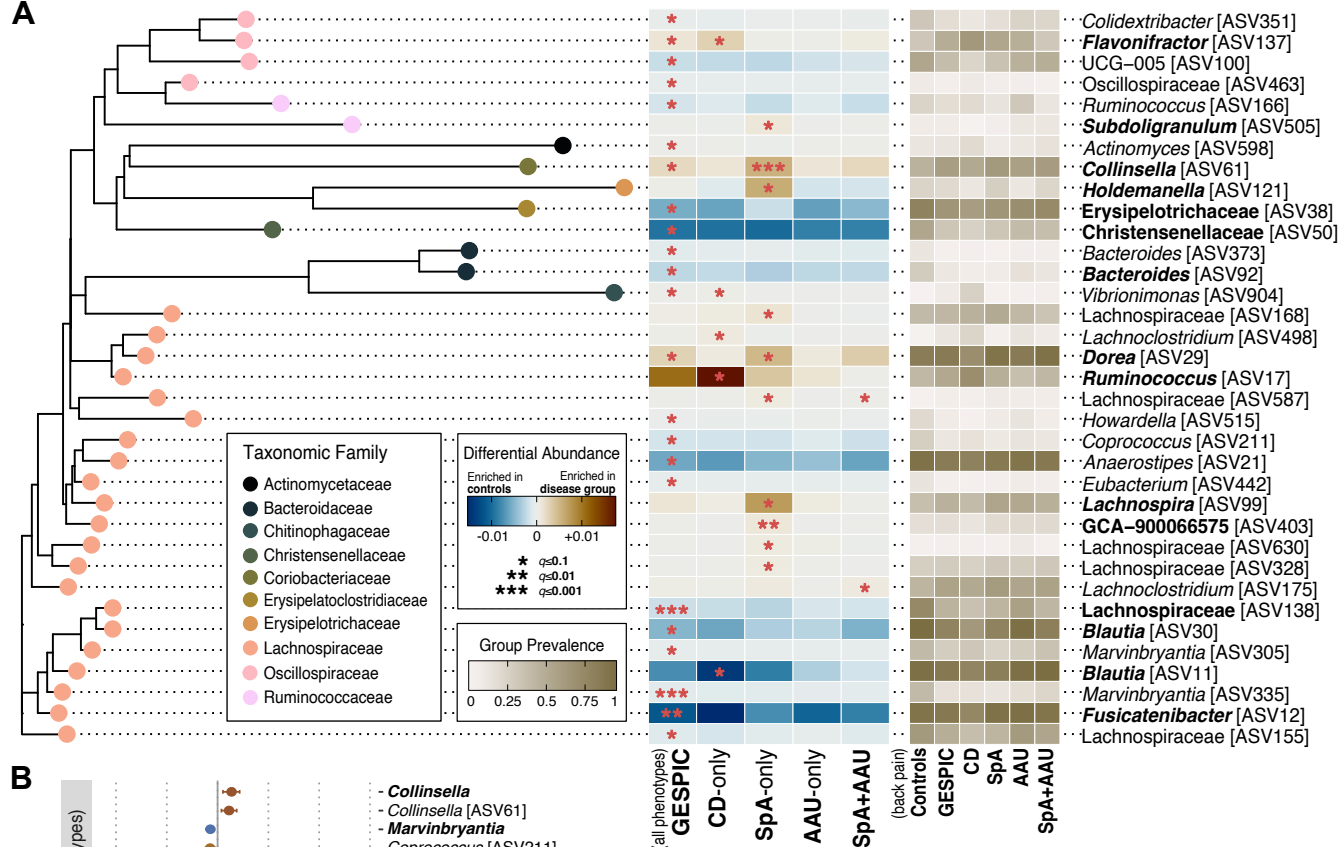 A
Colidextribacter [ASV351]
Flavonifractor [ASV137]
UCG-005 [ASV100]
Oscillospiraceae [ASV463]
Ruminococcus [ASV166]
Subdoligranulum [ASV505]
Actinomyces [ASV598]
Collinsella [ASV61]
Holdemanella [ASV121]
Erysipelotrichaceae [ASV38]
Christensenellaceae [ASV50]
Bacteroides [ASV373]
Bacteroides [ASV92]
Vibrionimonas [ASV904]
Lachnospiraceae [ASV168]
Lachnoclostridium [ASV498]
Dorea [ASV29]
Ruminococcus [ASV17]
Lachnospiraceae [ASV587]
Howardella [ASV515]
Coprococcus [ASV211]
Anaerostipes [ASV21]
Eubacterium [ASV442]
Lachnospira [ASV99]
GCA-900066575 [ASV403]
Lachnospiraceae [ASV630]
Lachnospiraceae [ASV328]
Lachnoclostridium [ASV175]
Lachnospiraceae [ASV138]
Blautia [ASV30]
Marvinbryantia [ASV305]
Blautia [ASV11]
Marvinbryantia [ASV335]
Fusicatenibacter [ASV12]
Lachnospiraceae [ASV155]
Taxonomic Family
Actinomycetaceae
Bacteroidaceae
Chitinophagaceae
Christensenellaceae
Coriobacteriaceae
Erysipelatoclostridiaceae
Erysipelotrichaceae
Lachnospiraceae
Oscillospiraceae
Ruminococcaceae
Differential Abundance
Enriched in controls
Enriched in disease group
-0.01 0 +0.01
* q≤0.1
** q≤0.01
*** q≤0.001
Group Prevalence
0 0.25 0.5 0.75 1
(all phenotypes)
GESPIC
CD-only
SpA-only
AAU-only
SpA+AAU
(back pain)
Controls
GESPIC
CD
SpA
AAU
SpA+AAU
B
ypes)
Collinsella
Collinsella [ASV61]
Marvinbryantia
Coprococcus [ASV211]